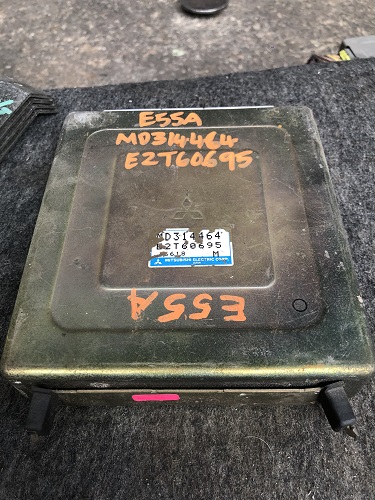 E55A
MD314464
E2T60695
MD314464
E2T60695
M
MITSUBISHI ELECTRIC CORP.
E55A